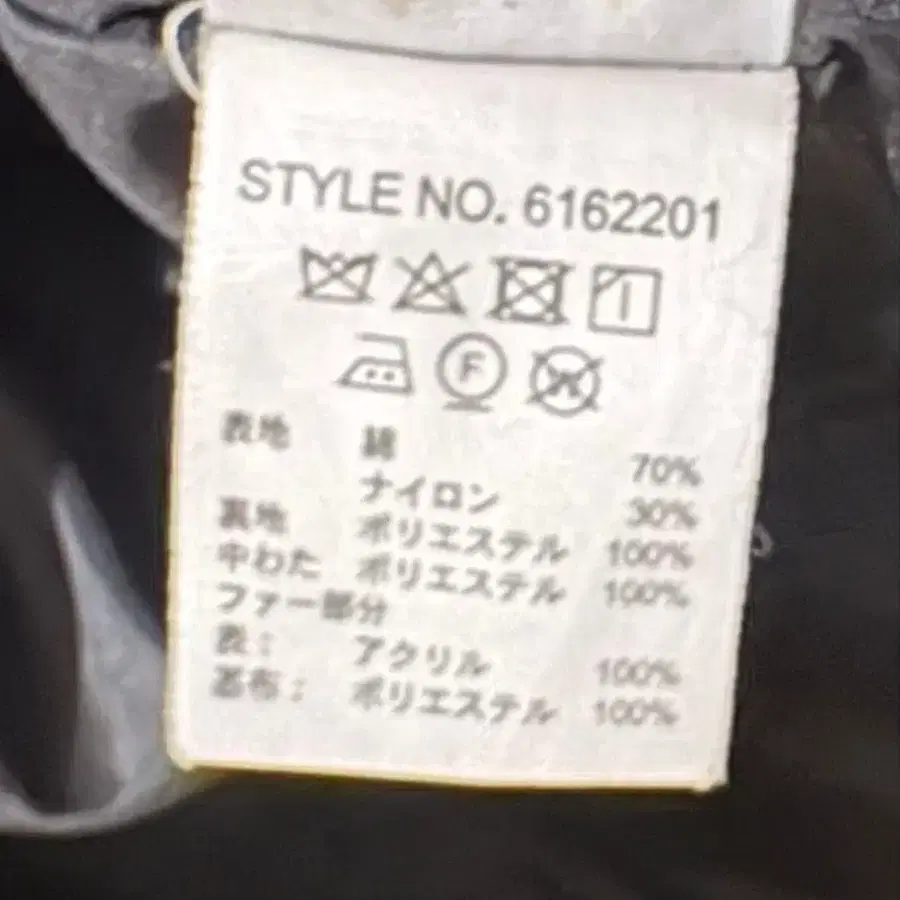 STYLE NO. 6162201
F
W
表地 綿 70%
ナイロン 30%
裏地 ポリエステル 100%
中わた ポリエステル 100%
ファー部分
表: アクリル 100%
基布: ポリエステル 100%